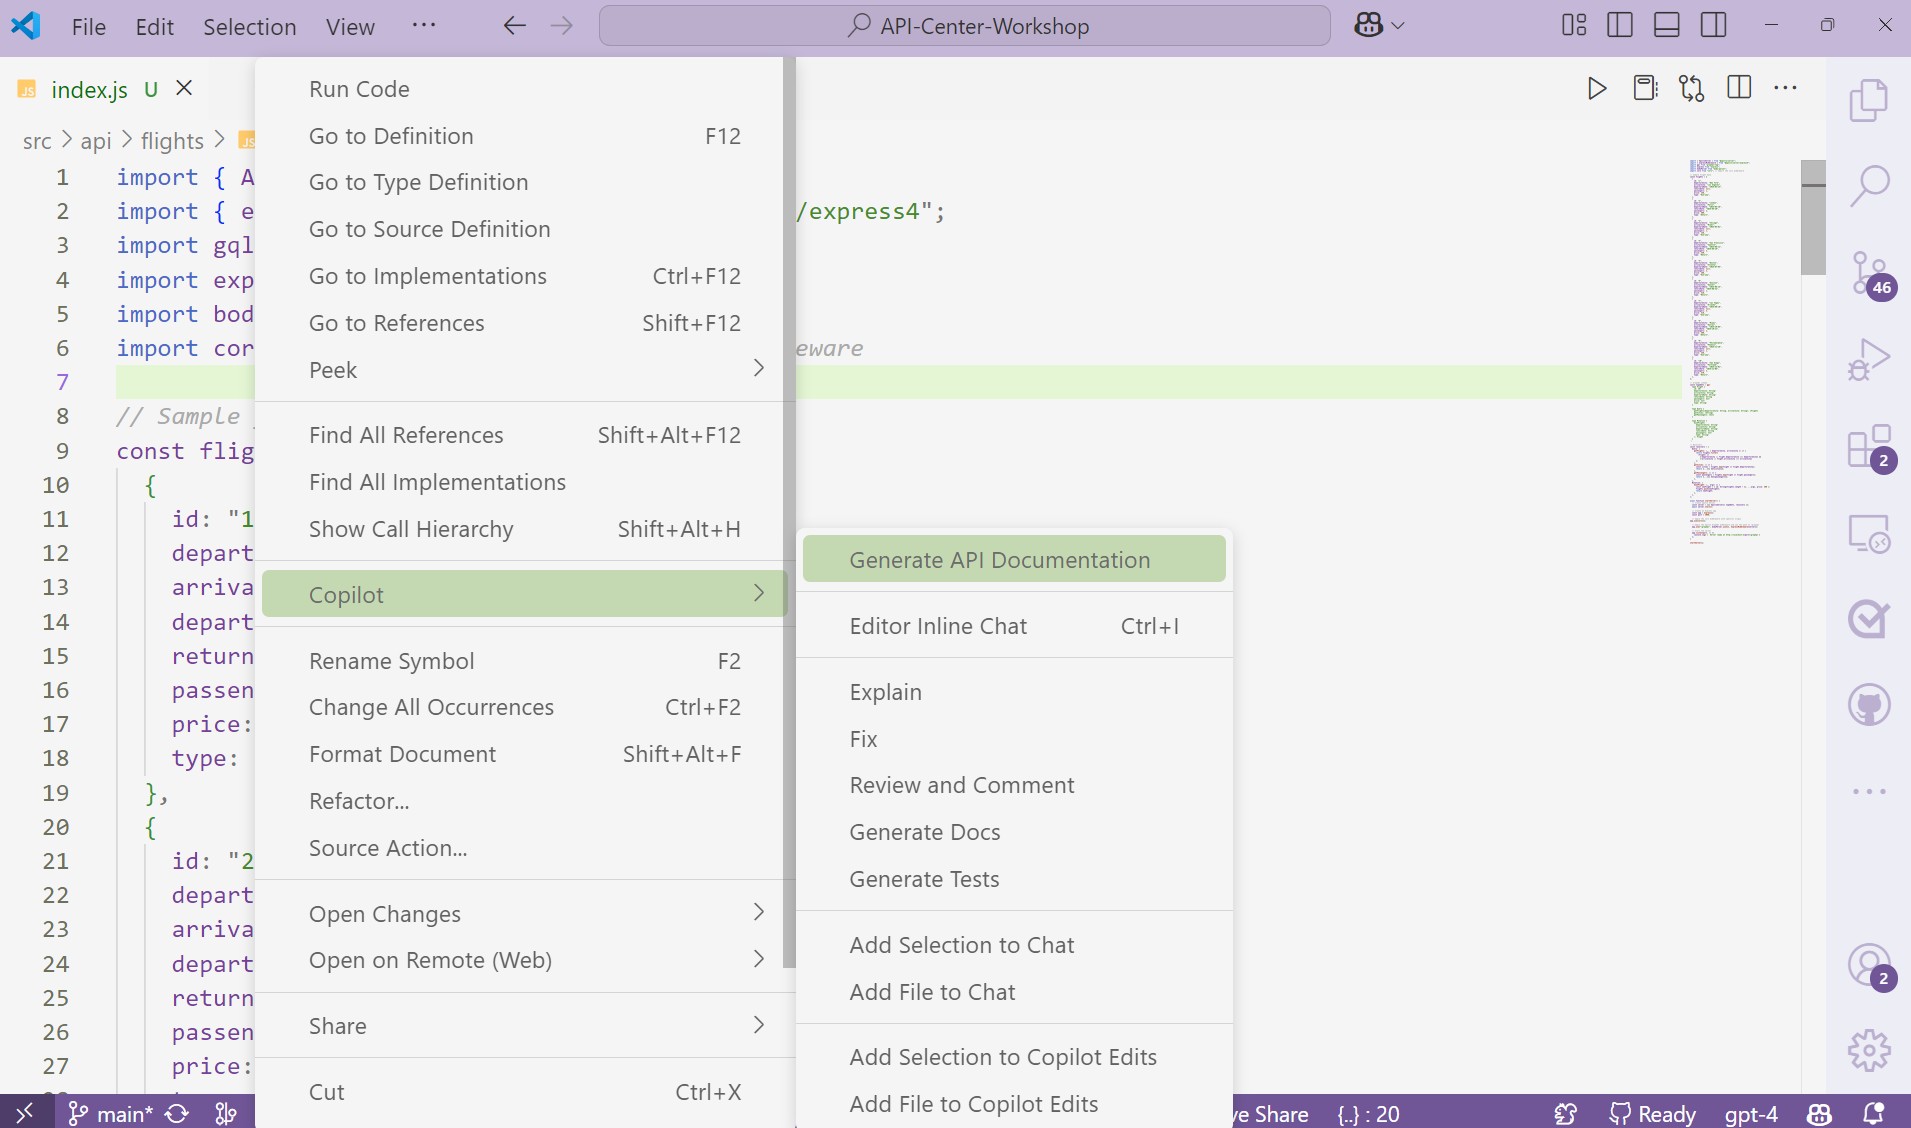 File Edit Selection View ···
API-Center-Workshop
JS index.js U
src > api > flights > JS
1 import { A
2 import { e /express4";
3 import gql
4 import exp
5 import bod
6 import cor eware
7
8 // Sample
9 const flig
10 {
11 id: "1
12 depart
13 arriva
14 depart
15 return
16 passen
17 price:
18 type:
19 },
20 {
21 id: "2
22 depart
23 arriva
24 depart
25 return
26 passen
27 price:
Run Code
Go to Definition F12
Go to Type Definition
Go to Source Definition
Go to Implementations Ctrl+F12
Go to References Shift+F12
Peek
Find All References Shift+Alt+F12
Find All Implementations
Show Call Hierarchy Shift+Alt+H
Copilot
Rename Symbol F2
Change All Occurrences Ctrl+F2
Format Document Shift+Alt+F
Refactor...
Source Action...
Open Changes
Open on Remote (Web)
Share
Cut Ctrl+X
Generate API Documentation
Editor Inline Chat Ctrl+I
Explain
Fix
Review and Comment
Generate Docs
Generate Tests
Add Selection to Chat
Add File to Chat
Add Selection to Copilot Edits
Add File to Copilot Edits
46
2
2
main* ve Share {..} : 20 Ready gpt-4